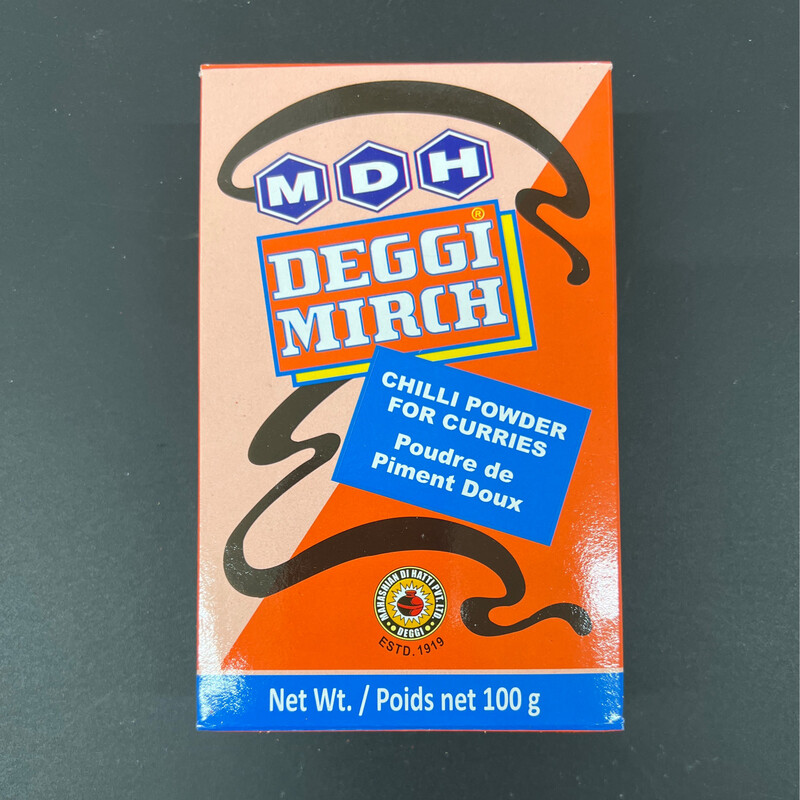 MDH
DEGGI ®
MIRCH
CHILLI POWDER
FOR CURRIES
Poudre de
Piment Doux
MAHASHIAN DI HATTI PVT. LTD
DEGGI
ESTD. 1919
Net Wt. / Poids net 100 g